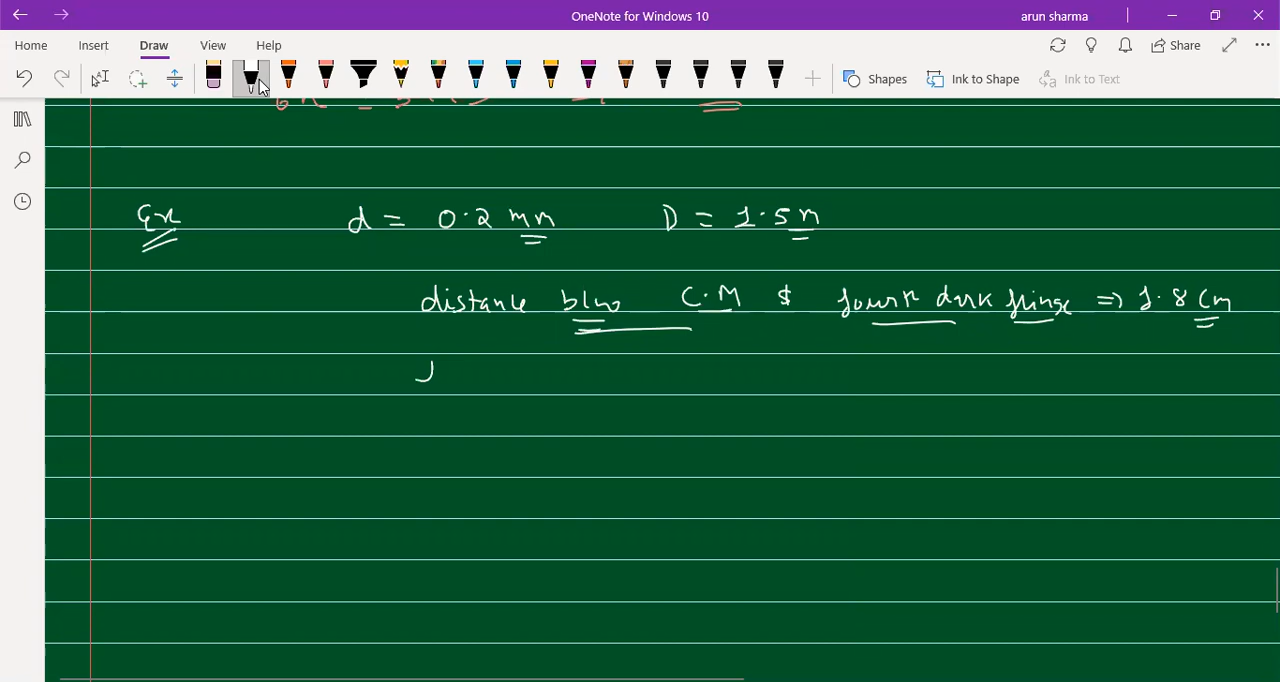 OneNote for Windows 10
arun sharma
Home Insert Draw View Help
Share
Shapes Ink to Shape Ink to Text
Ex d = 0.2 mm D = 1.5 m
distance b/w C.M & fourth dark fringe ⇒ 1.8 Cm